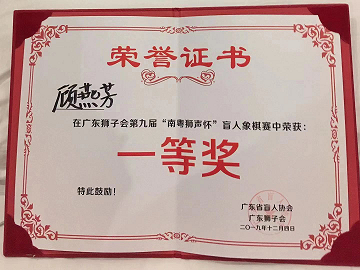 荣誉证书
顾燕芳
在广东狮子会第九届“南粤狮声怀”盲人象棋赛中荣获：
一等奖
特此鼓励！
广东省盲人协会
广东狮子会
二〇一九年十二月四日